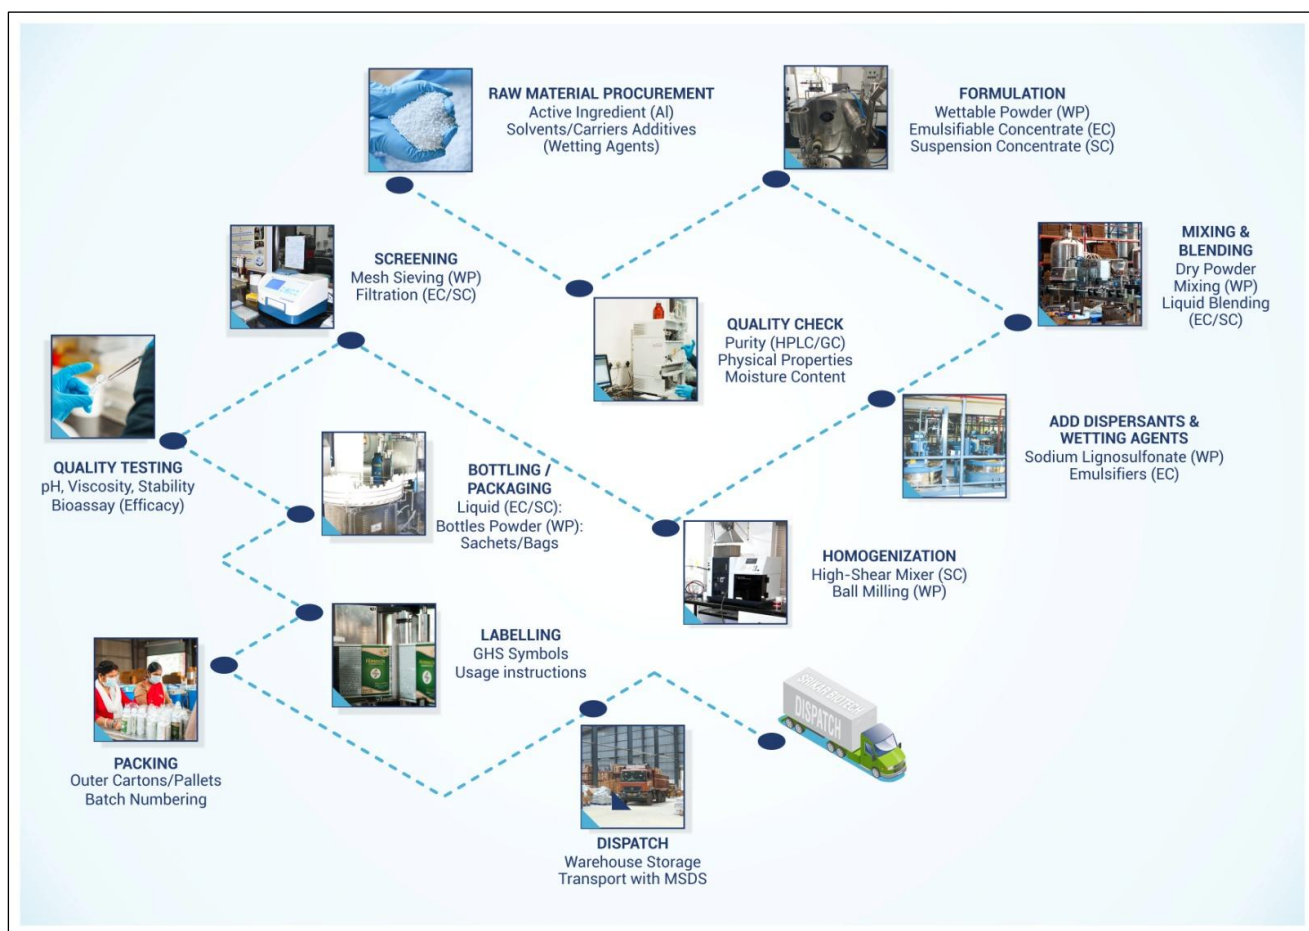 RAW MATERIAL PROCUREMENT
Active Ingredient (AI)
Solvents/Carriers Additives
(Wetting Agents)
QUALITY CHECK
Purity (HPLC/GC)
Physical Properties
Moisture Content
FORMULATION
Wettable Powder (WP)
Emulsifiable Concentrate (EC)
Suspension Concentrate (SC)
MIXING &
BLENDING
Dry Powder
Mixing (WP)
Liquid Blending
(EC/SC)
ADD DISPERSANTS &
WETTING AGENTS
Sodium Lignosulfonate (WP)
Emulsifiers (EC)
HOMOGENIZATION
High-Shear Mixer (SC)
Ball Milling (WP)
SCREENING
Mesh Sieving (WP)
Filtration (EC/SC)
QUALITY TESTING
pH, Viscosity, Stability
Bioassay (Efficacy)
BOTTLING /
PACKAGING
Liquid (EC/SC):
Bottles Powder (WP):
Sachets/Bags
LABELLING
GHS Symbols
Usage instructions
PACKING
Outer Cartons/Pallets
Batch Numbering
DISPATCH
Warehouse Storage
Transport with MSDS
SRIKAR BIOTECH
DISPATCH